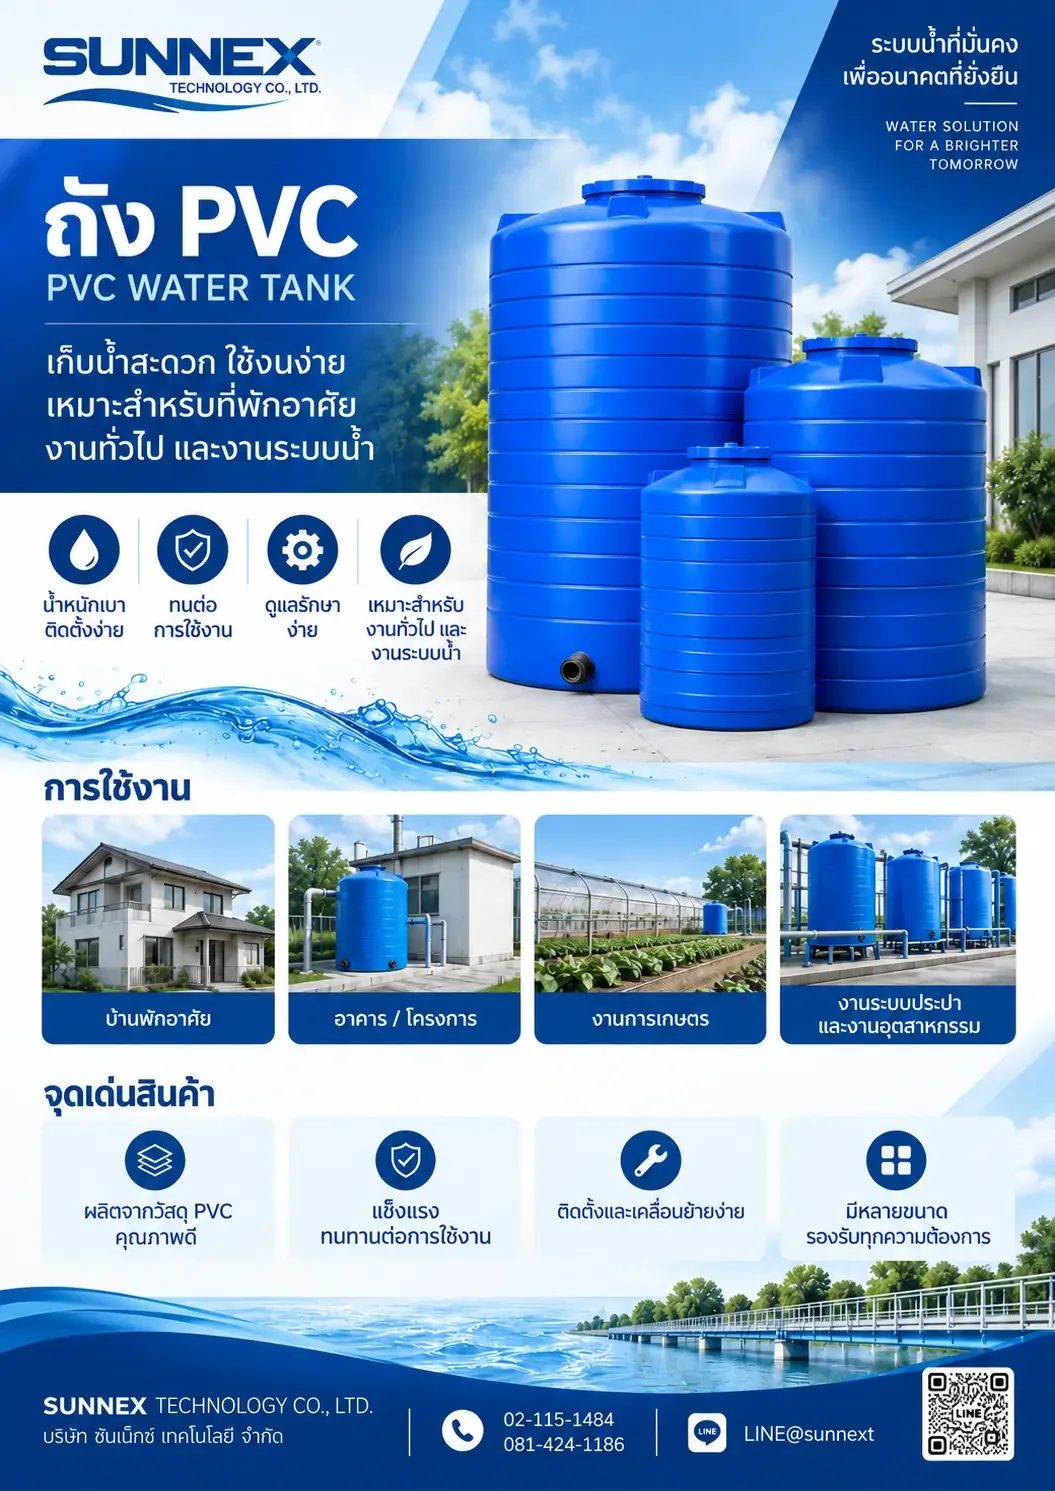 SUNNEX
TECHNOLOGY CO., LTD.
ระบบน้ำที่มั่นคง
เพื่ออนาคตที่ยั่งยืน
WATER SOLUTION
FOR A BRIGHTER
TOMORROW
ถัง PVC
PVC WATER TANK
เก็บน้ำสะดวก ใช้งนง่าย
เหมาะสำหรับที่พักอาศัย
งานทั่วไป และงานระบบน้ำ
น้ำหนักเบา
ติดตั้งง่าย
ทนต่อ
การใช้งาน
ดูแลรักษา
ง่าย
เหมาะสำหรับ
งานทั่วไป และ
งานระบบน้ำ
การใช้งาน
บ้านพักอาศัย
อาคาร / โครงการ
งานการเกษตร
งานระบบประปา
และงานอุตสาหกรรม
จุดเด่นสินค้า
ผลิตจากวัสดุ PVC
คุณภาพดี
แข็งแรง
ทนทานต่อการใช้งาน
ติดตั้งและเคลื่อนย้ายง่าย
มีหลายขนาด
รองรับทุกความต้องการ
SUNNEX TECHNOLOGY CO., LTD.
บริษัท ซันเน็กซ์ เทคโนโลยี จำกัด
02-115-1484
081-424-1186
LINE
LINE@sunnext
LINE